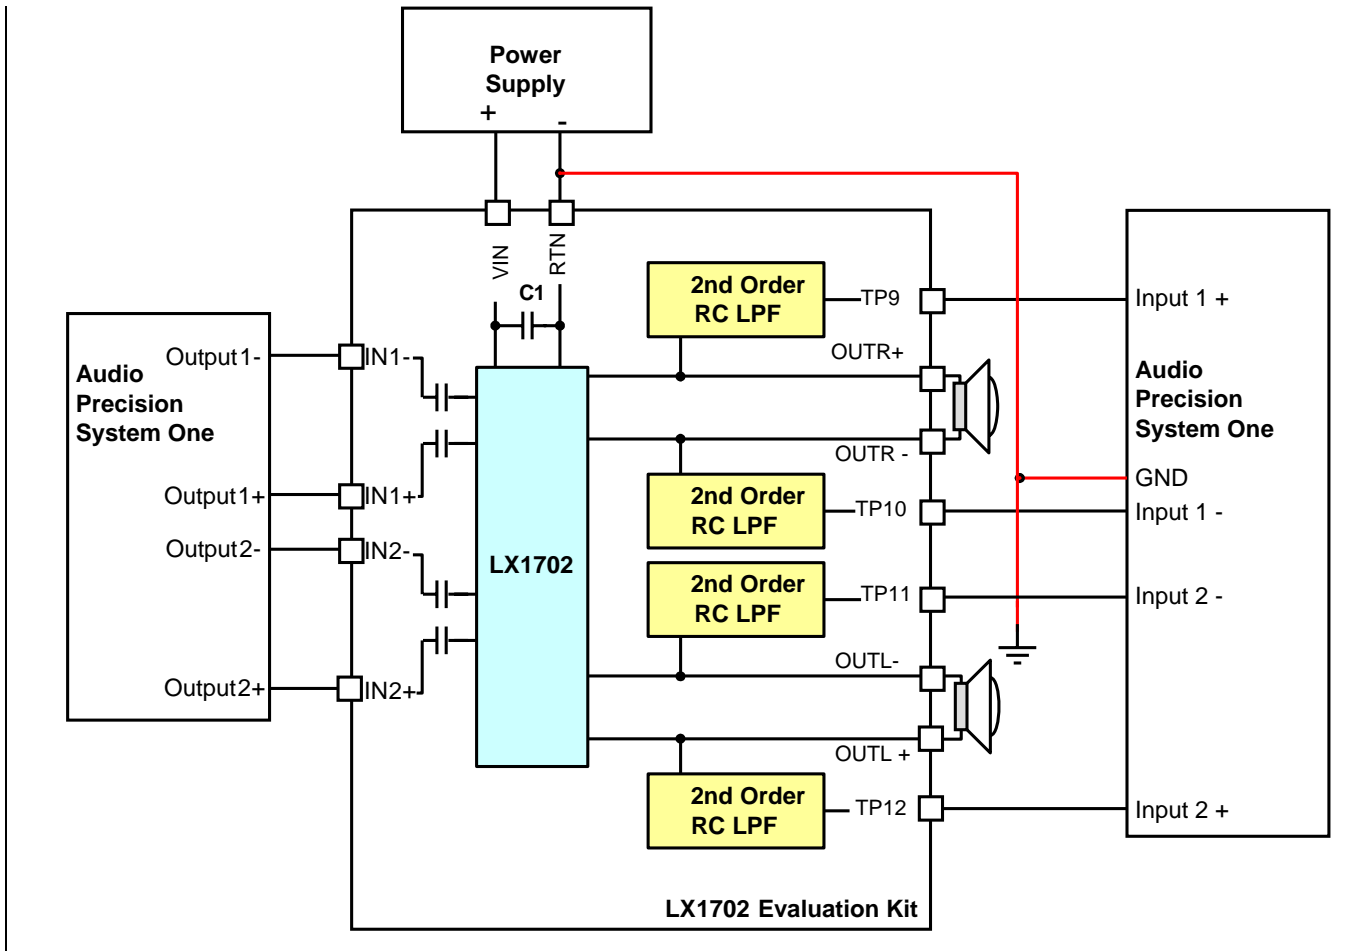 Power
Supply
+
-
VIN
RTN
C1
2nd Order
RC LPF
TP9
Input 1 +
OUTR+
Output1-
IN1-
Audio
Precision
System One
Audio
Precision
System One
OUTR -
GND
Output1+
IN1+
2nd Order
RC LPF
TP10
Input 1 -
Output2-
IN2-
LX1702
2nd Order
RC LPF
TP11
Input 2 -
OUTL-
Output2+
IN2+
OUTL +
2nd Order
RC LPF
TP12
Input 2 +
LX1702 Evaluation Kit